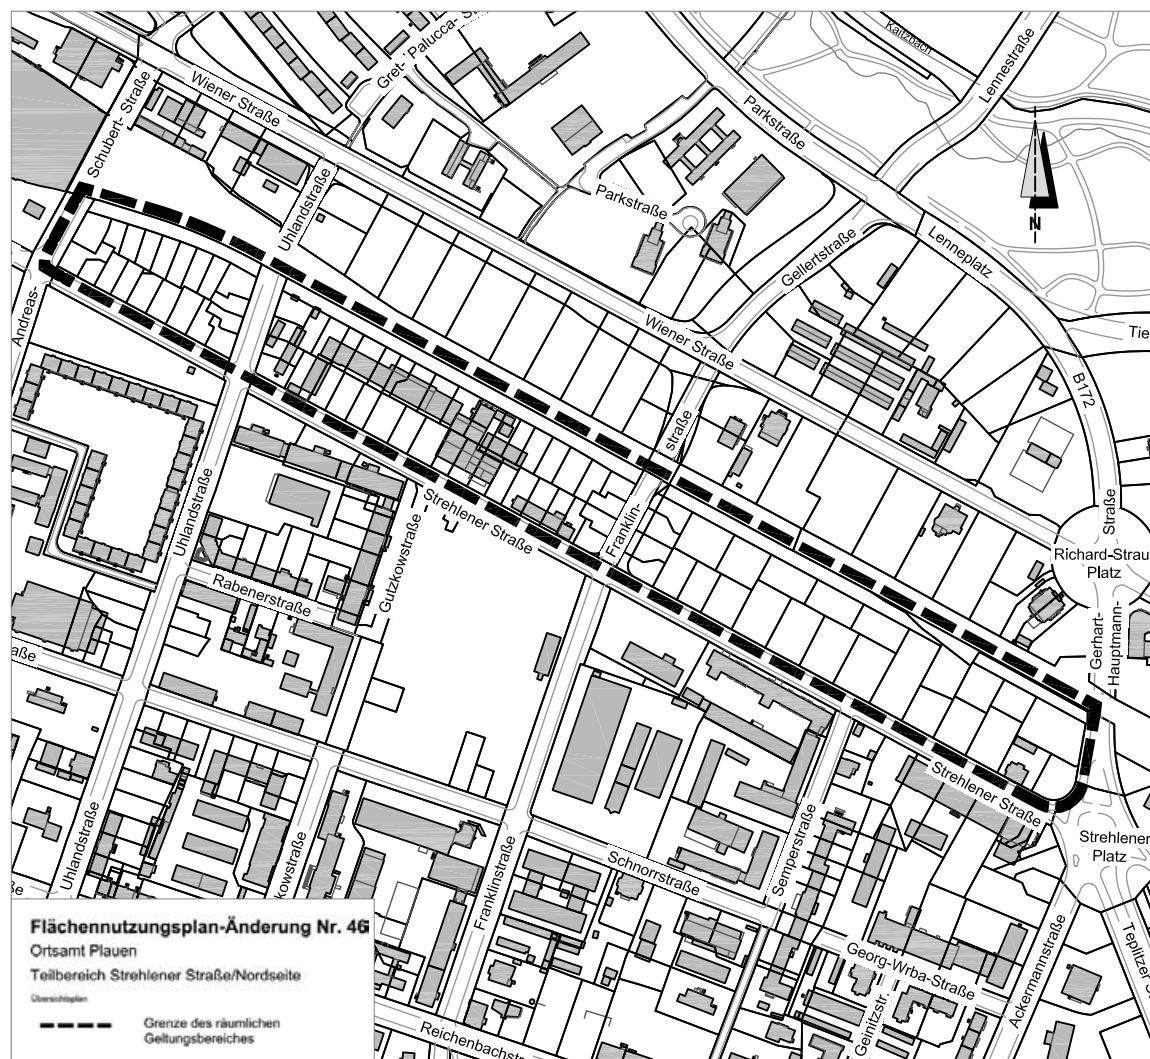 Kaitzbach
Gret- Palucca- St
Lennestraße
Wiener Straße
Parkstraße
Schubert- Straße
Uhlandstraße
Parkstraße
N
Gellertstraße
Lenneplatz
Andreas-
Wiener Straße
Tie
B172
straße
Franklin-
Strehlener Straße
Uhlandstraße
Gutzkowstraße
Straße
Richard-Strau
Platz
Rabenerstraße
Gerhart-
Hauptmann-
aße
Strehlener Straße
Strehlener
Platz
Uhlandstraße
kowstraße
Franklinstraße
Schnorrstraße
Semperstraße
ße
Teplitzer S
Ackermannstraße
Georg-Wrba-Straße
Geinitzstr.
Reichenbachstr
Flächennutzungsplan-Änderung Nr. 46
Ortsamt Plauen
Teilbereich Strehlener Straße/Nordseite
Übersichtsplan
Grenze des räumlichen
Geltungsbereiches